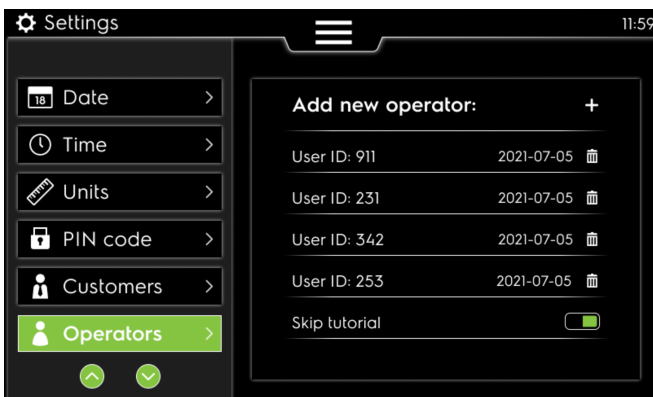 Settings
11:59
18 Date
Time
Units
PIN code
Customers
Operators
Add new operator: +
User ID: 911 2021-07-05
User ID: 231 2021-07-05
User ID: 342 2021-07-05
User ID: 253 2021-07-05
Skip tutorial